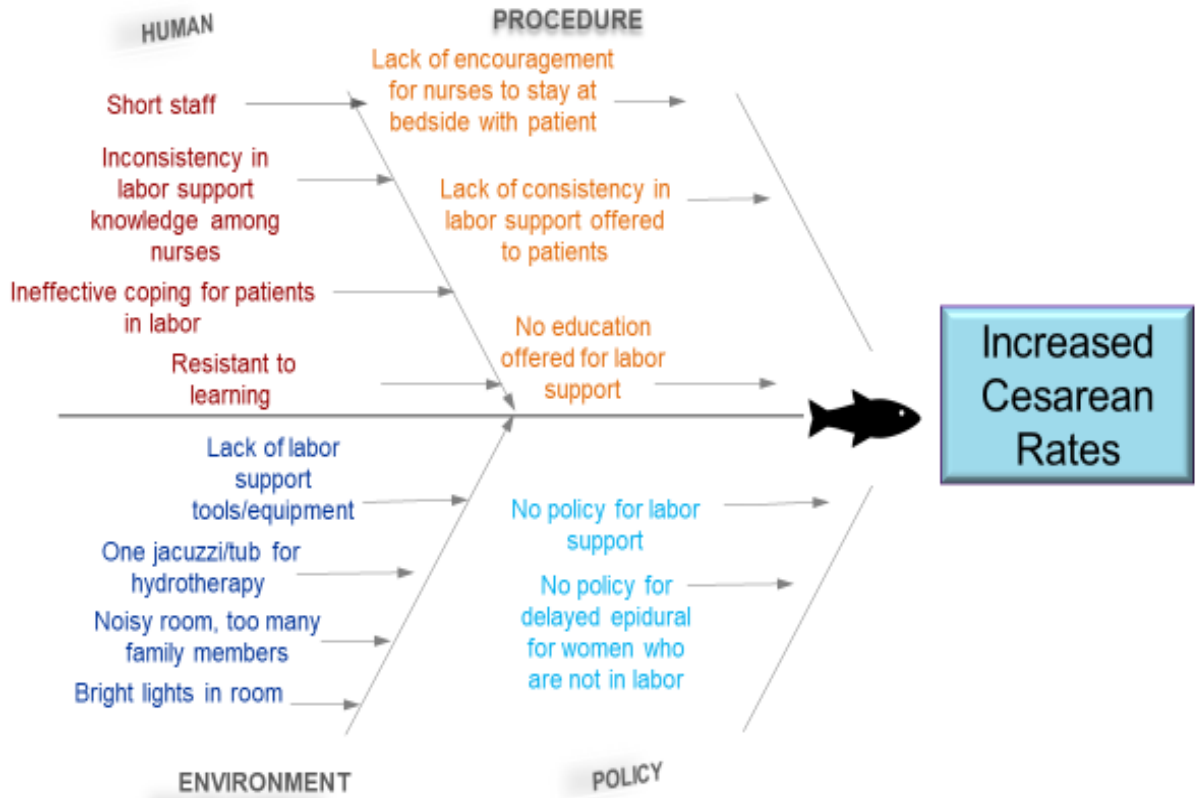 HUMAN
Short staff
Inconsistency in
labor support
knowledge among
nurses
Ineffective coping for patients
in labor
Resistant to
learning
PROCEDURE
Lack of encouragement
for nurses to stay at
bedside with patient
Lack of consistency in
labor support offered
to patients
No education
offered for labor
support
Increased
Cesarean
Rates
Lack of labor
support
tools/equipment
One jacuzzi/tub for
hydrotherapy
Noisy room, too many
family members
Bright lights in room
ENVIRONMENT
No policy for labor
support
No policy for
delayed epidural
for women who
are not in labor
POLICY